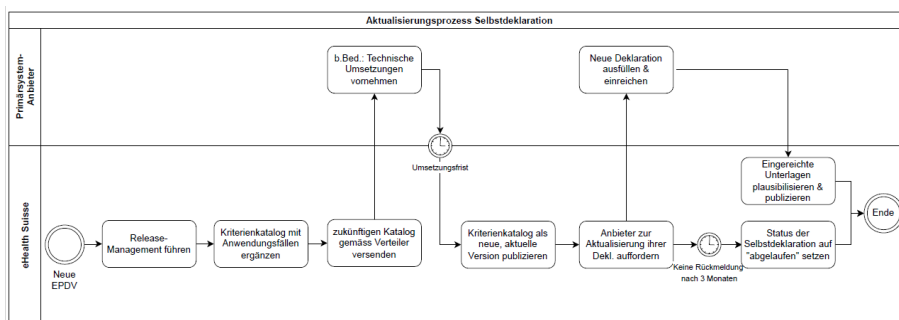 Aktualisierungsprozess Selbstdeklaration
Primärsystem-
Anbieter
b.Bed.: Technische
Umsetzungen
vornehmen
Neue Deklaration
ausfüllen &
einreichen
Umsetzungsfrist
eHealth Suisse
Neue
EPDV
Release-
Management führen
Kriterienkatalog mit
Anwendungsfällen
ergänzen
zukünftigen Katalog
gemäss Verteiler
versenden
Kriterienkatalog als
neue, aktuelle
Version publizieren
Anbieter zur
Aktualisierung ihrer
Dekl. auffordern
Keine Rückmeldung
nach 3 Monaten
Eingereichte
Unterlagen
plausibilisieren &
publizieren
Status der
Selbstdeklaration auf
"abgelaufen" setzen
Ende